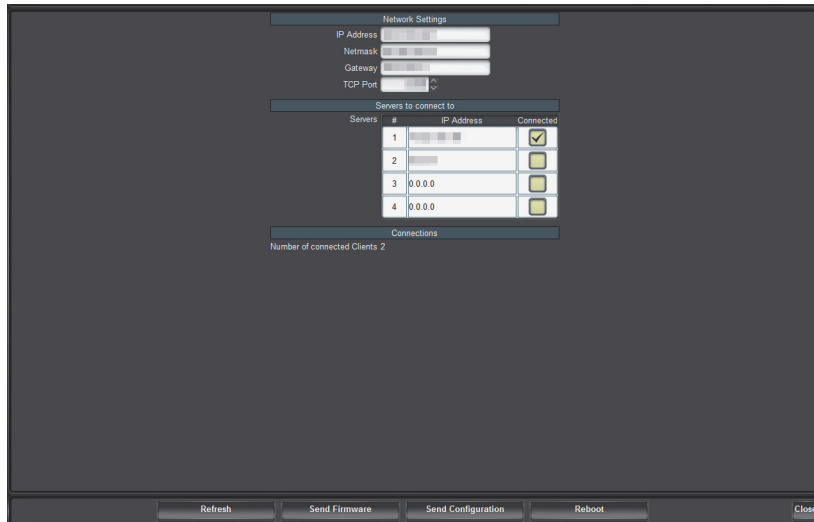 Network Settings
IP Address
Netmask
Gateway
TCP Port
Servers to connect to
Servers # IP Address Connected
1
2
3 0.0.0.0
4 0.0.0.0
Connections
Number of connected Clients 2
Refresh Send Firmware Send Configuration Reboot Close